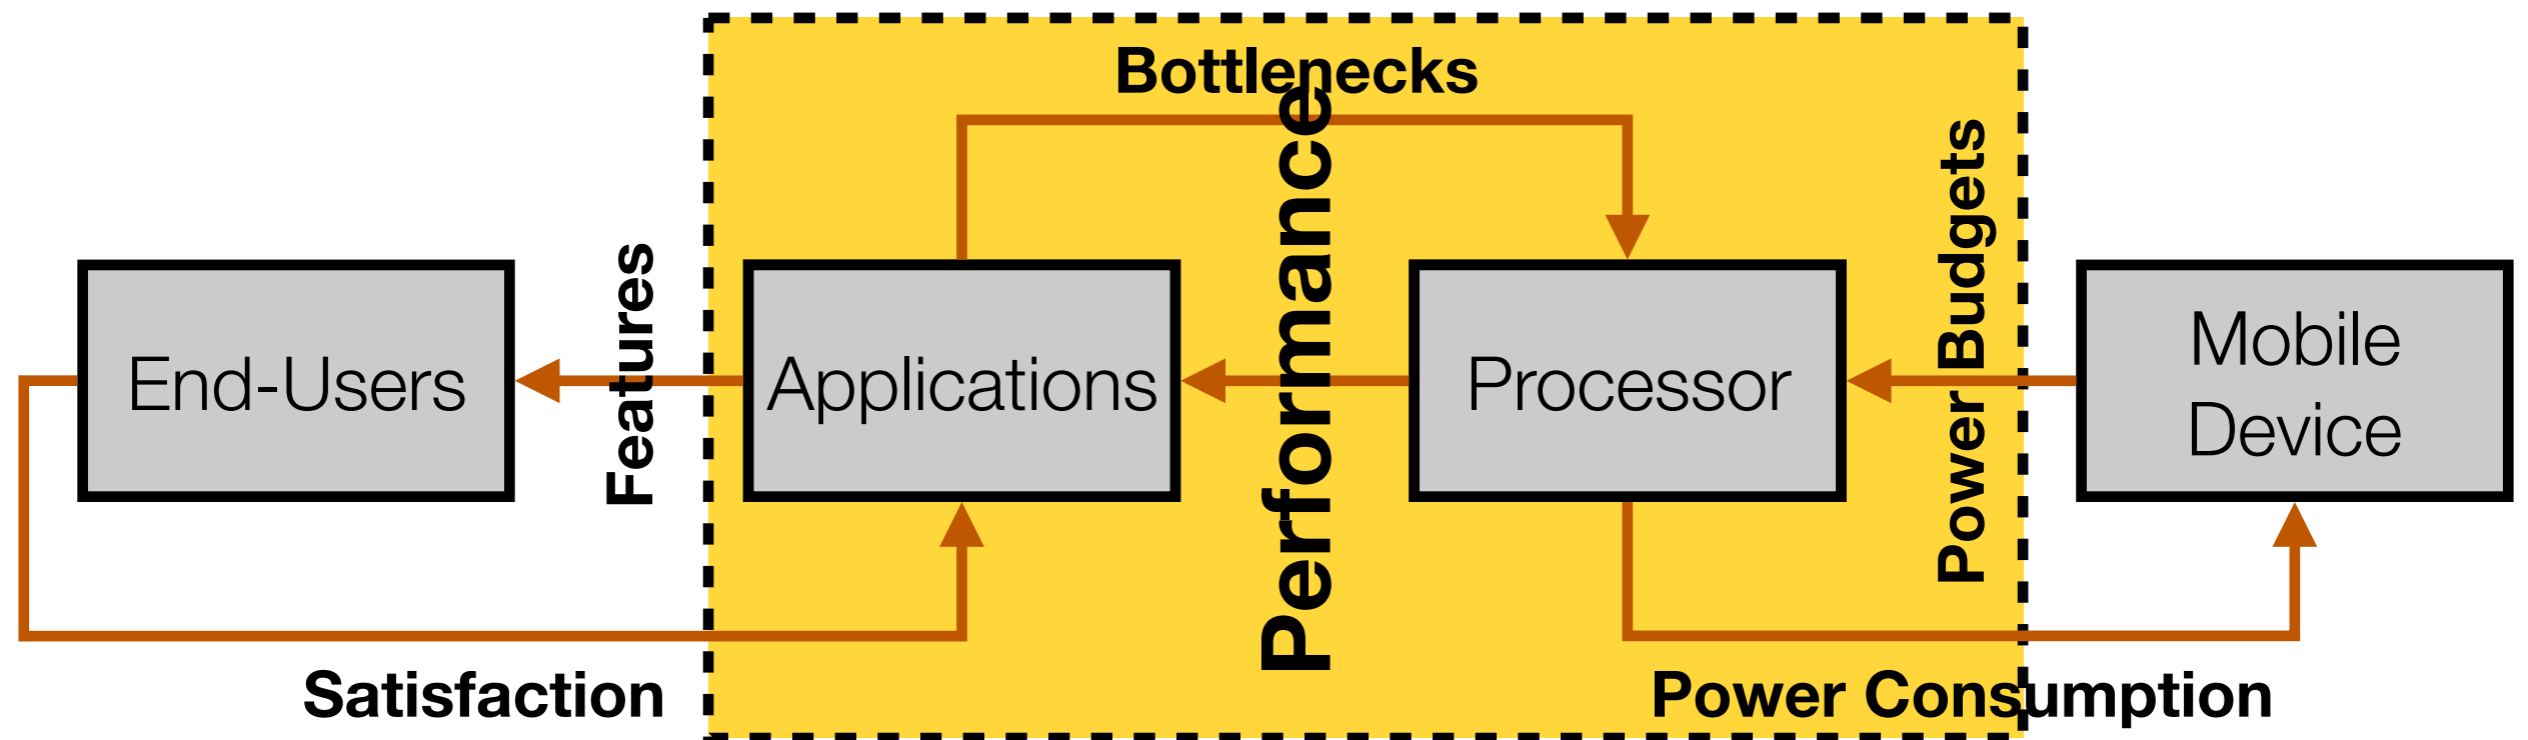 Bottlenecks
End-Users
Features
Applications
Performance
Processor
Power Budgets
Mobile
Device
Satisfaction
Power Consumption